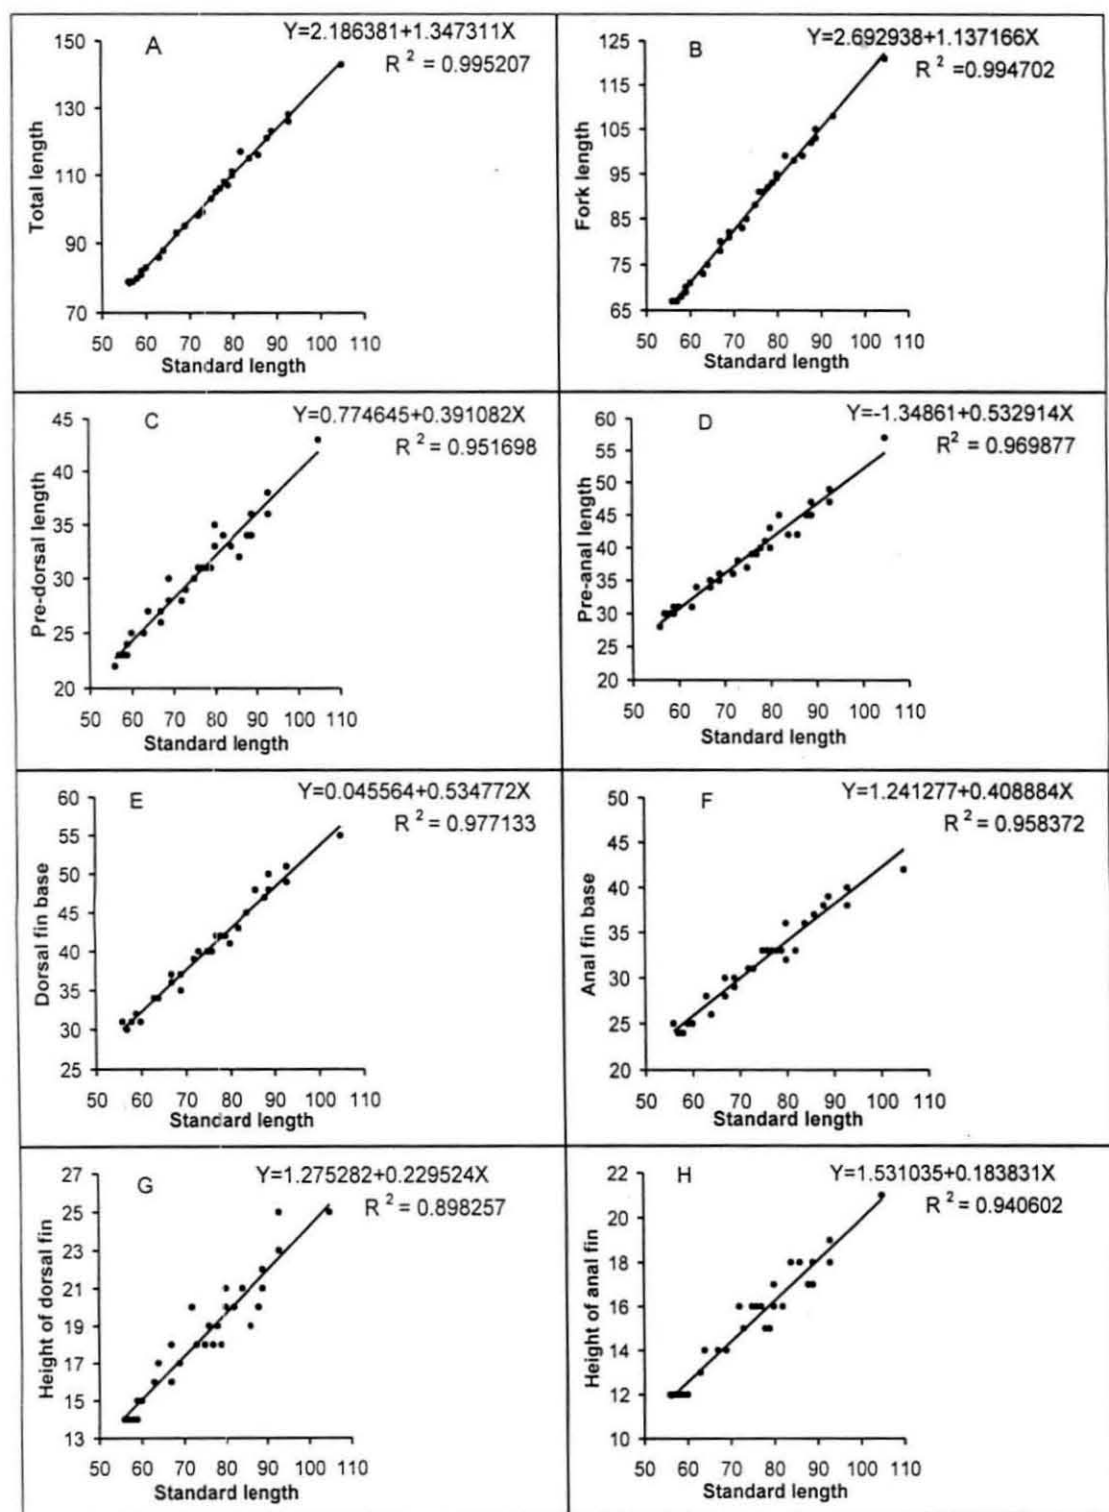 A
Y=2.186381+1.347311X
R 2 = 0.995207
150
130
110
90
70
Total length
50 60 70 80 90 100 110
Standard length
B
Y=2.692938+1.137166X
R 2 =0.994702
125
115
105
95
85
75
65
Fork length
50 60 70 80 90 100 110
Standard length
C
Y=0.774645+0.391082X
R 2 = 0.951698
45
40
35
30
25
20
Pre-dorsal length
50 60 70 80 90 100 110
Standard length
D
Y=-1.34861+0.532914X
R2 = 0.969877
60
55
50
45
40
35
30
25
20
Pre-anal length
50 60 70 80 90 100 110
Standard length
E
Y=0.045564+0.534772X
R 2 = 0.977133
60
55
50
45
40
35
30
25
Dorsal fin base
50 60 70 80 90 100 110
Standard length
F
Y=1.241277+0.408884X
R 2 = 0.958372
50
45
40
35
30
25
20
Anal fin base
50 60 70 80 90 100 110
Standard length
G
Y=1.275282+0.229524X
R 2 = 0.898257
27
25
23
21
19
17
15
13
Height of dorsal fin
50 60 70 80 90 100 110
Standard length
H
Y=1.531035+0.183831X
R 2 = 0.940602
22
20
18
16
14
12
10
Height of anal fin
50 60 70 80 90 100 110
Standard length